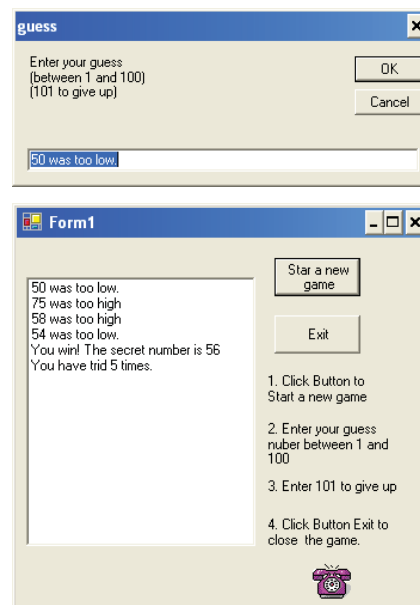 guess
Enter your guess
(between 1 and 100)
(101 to give up)
OK
Cancel
50 was too low.
Form1
50 was too low.
75 was too high
58 was too high
54 was too low.
You win! The secret number is 56
You have trid 5 times.
Star a new
game
Exit
1. Click Button to
Start a new game
2. Enter your guess
nuber between 1 and
100
3. Enter 101 to give up
4. Click Button Exit to
close the game.